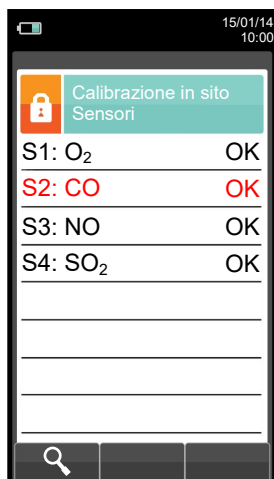 15/01/14
10:00
Calibrazione in sito
Sensori
S1: O₂ OK
S2: CO OK
S3: NO OK
S4: SO₂ OK